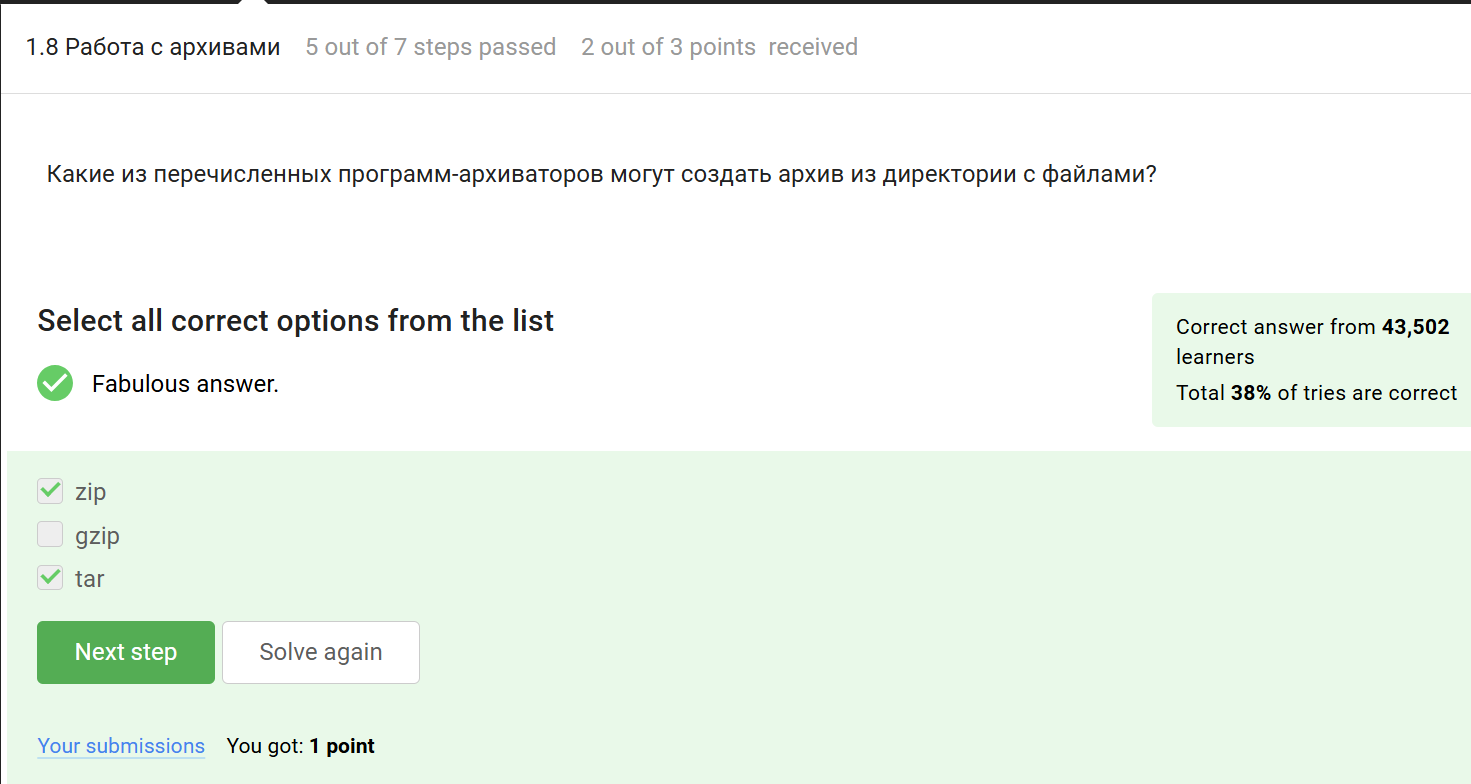 1.8 Работа с архивами 5 out of 7 steps passed 2 out of 3 points received
Какие из перечисленных программ-архиваторов могут создать архив из директории с файлами?
Select all correct options from the list
Fabulous answer.
Correct answer from 43,502
learners
Total 38% of tries are correct
zip
gzip
tar
Next step
Solve again
Your submissions You got: 1 point